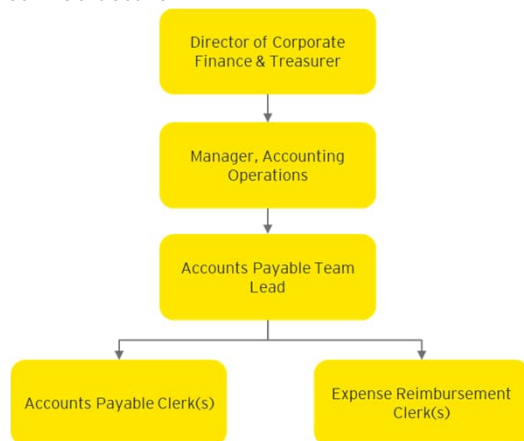 Director of Corporate
Finance & Treasurer
Manager, Accounting
Operations
Accounts Payable Team
Lead
Accounts Payable Clerk(s)
Expense Reimbursement
Clerk(s)